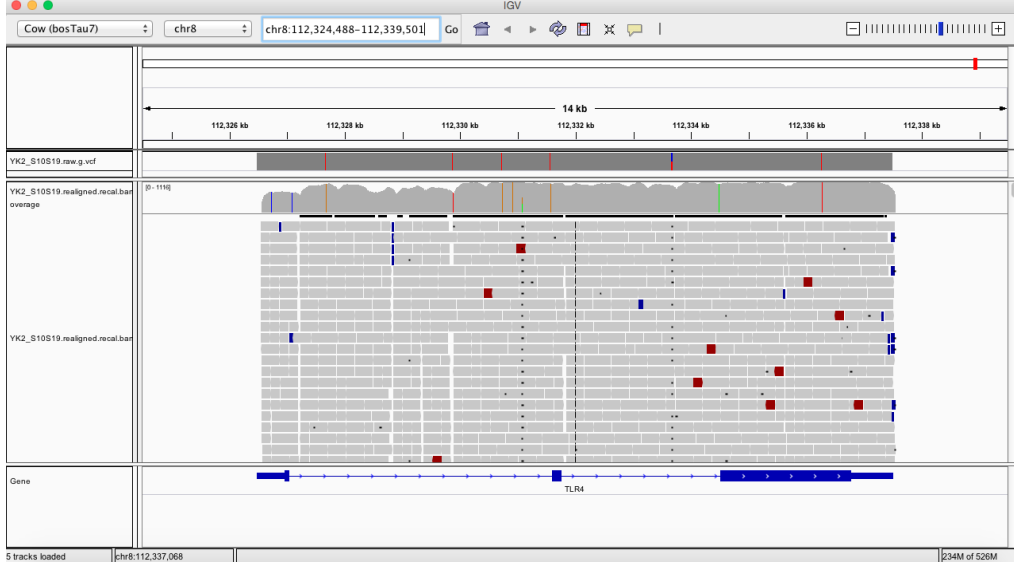 IGV
Cow (bosTau7) chr8 chr8:112,324,488-112,339,501 Go
14 kb
112,326 kb 112,328 kb 112,330 kb 112,332 kb 112,334 kb 112,336 kb 112,338 kb
YK2_S10S19.raw.g.vcf
YK2_S10S19.realigned.recal.bar [0 - 1116]
overage
YK2_S10S19.realigned.recal.bar
Gene
TLR4
5 tracks loaded chr8:112,337,068 234M of 526M